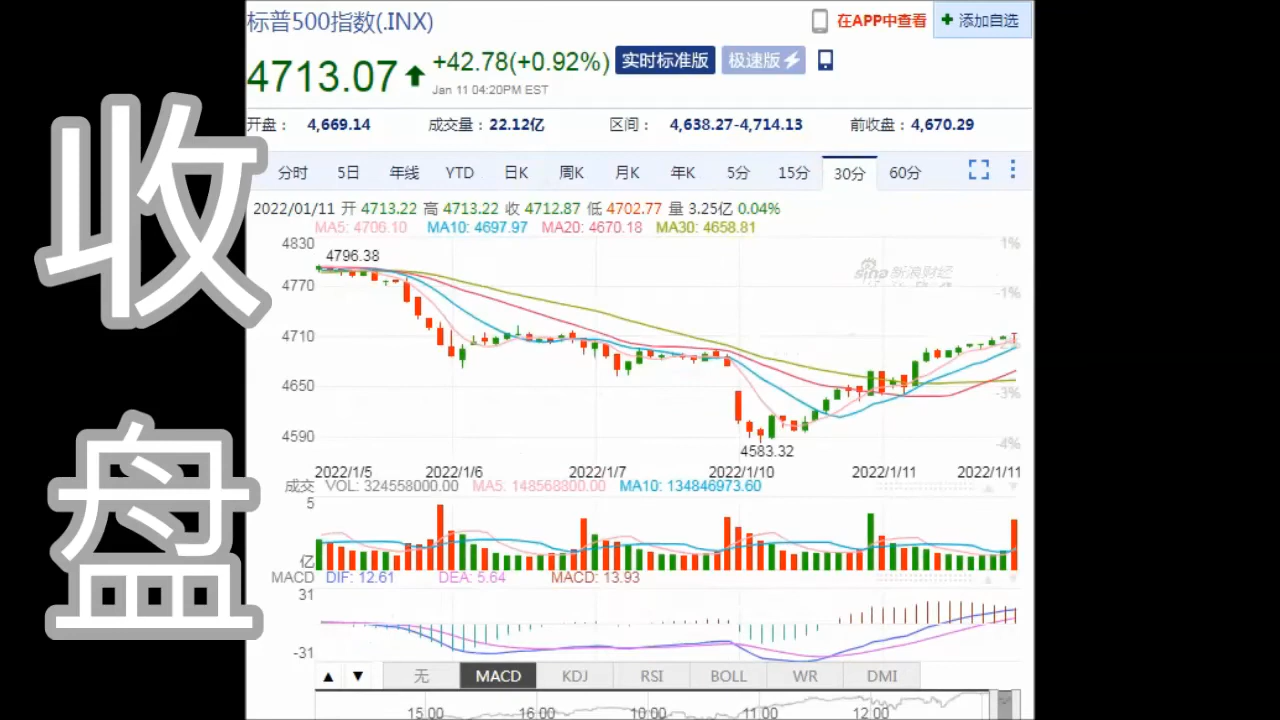 收盘
标普500指数(.INX)
在APP中查看
添加自选
4713.07
+42.78(+0.92%)
Jan 11 04:20PM EST
实时标准版
极速版
开盘： 4,669.14 成交量：22.12亿 区间： 4,638.27-4,714.13 前收盘：4,670.29
分时 5日 年线 YTD 日K 周K 月K 年K 5分 15分 30分 60分
2022/01/11 开 4713.22 高 4713.22 收 4712.87 低 4702.77 量 3.25亿 0.04%
MA5: 4706.10 MA10: 4697.97 MA20: 4670.18 MA30: 4658.81
4830 1%
4796.38
sina 新浪财经
4770 -1%
4710
4650 -3%
4590 -4%
4583.32
2022/1/5 2022/1/6 2022/1/7 2022/1/10 2022/1/11 2022/1/11
成交 VOL: 324558000.00 MA5: 148568800.00 MA10: 134846973.60
5
亿
MACD DIF: 12.61 DEA: 5.64 MACD: 13.93
31
-31
▲ ▼ 无 MACD KDJ RSI BOLL WR DMI
15:00 16:00 10:00 11:00 12:00